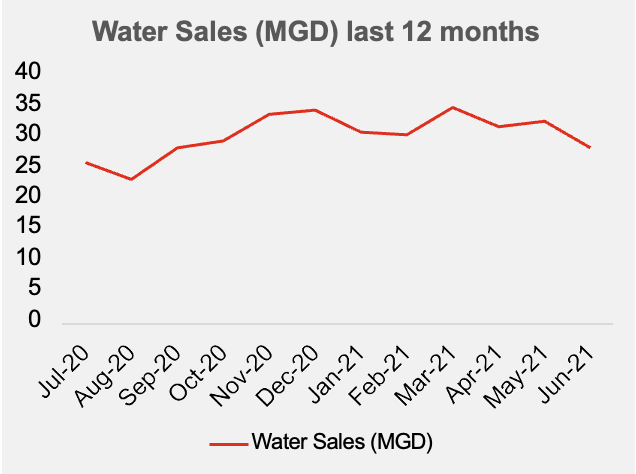 Water Sales (MGD) last 12 months
40
35
30
25
20
15
10
5
0
Jul-20
Aug-20
Sep-20
Oct-20
Nov-20
Dec-20
Jan-21
Feb-21
Mar-21
Apr-21
May-21
Jun-21
Water Sales (MGD)